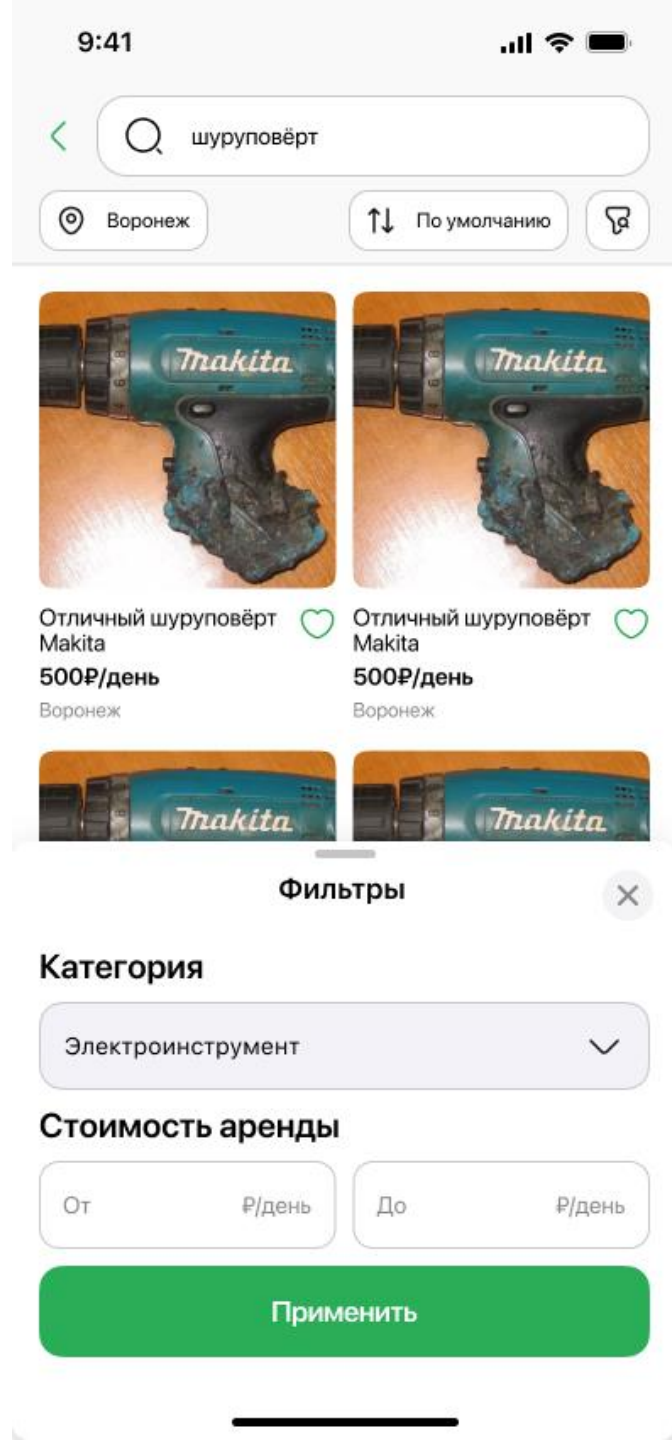 9:41
шуруповёрт
Воронеж
По умолчанию
makita
makita
Отличный шуруповёрт
Makita
500₽/день
Воронеж
Отличный шуруповёрт
Makita
500₽/день
Воронеж
makita
makita
Фильтры
Категория
Электроинструмент
Стоимость аренды
От ₽/день
До ₽/день
Применить